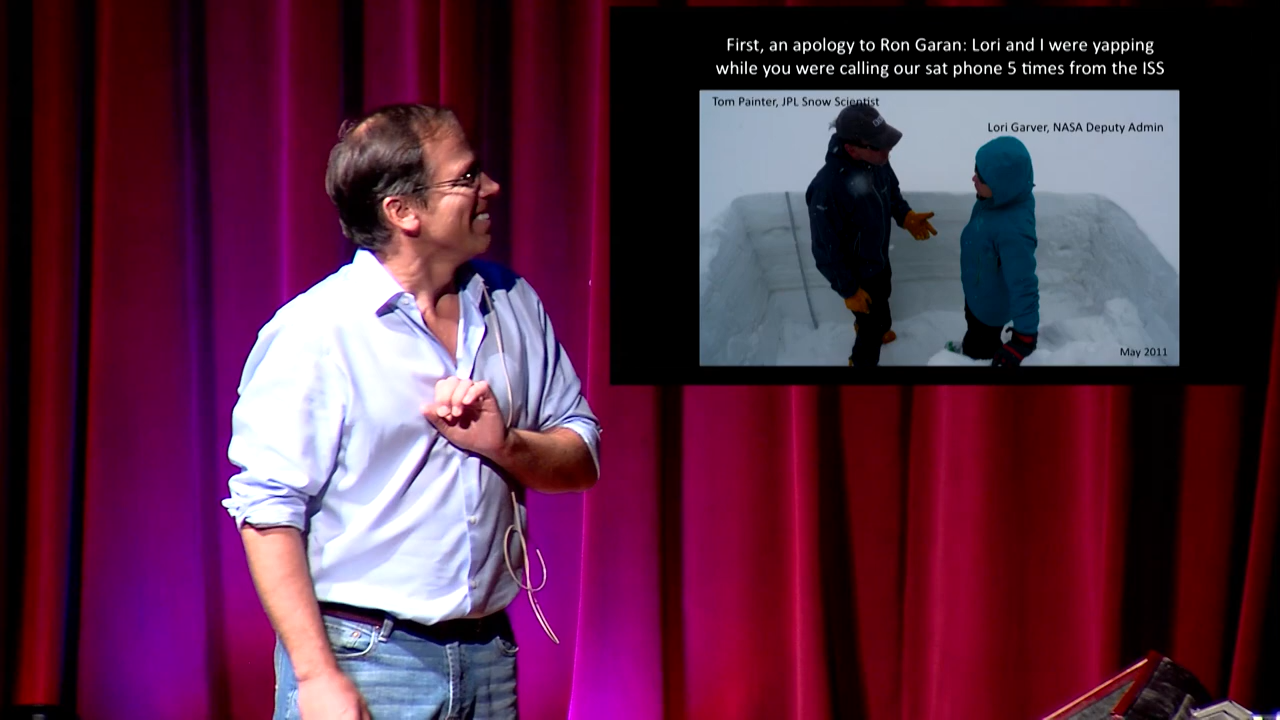 First, an apology to Ron Garan: Lori and I were yapping
while you were calling our sat phone 5 times from the ISS
Tom Painter, JPL Snow Scientist
Lori Garver, NASA Deputy Admin
May 2011